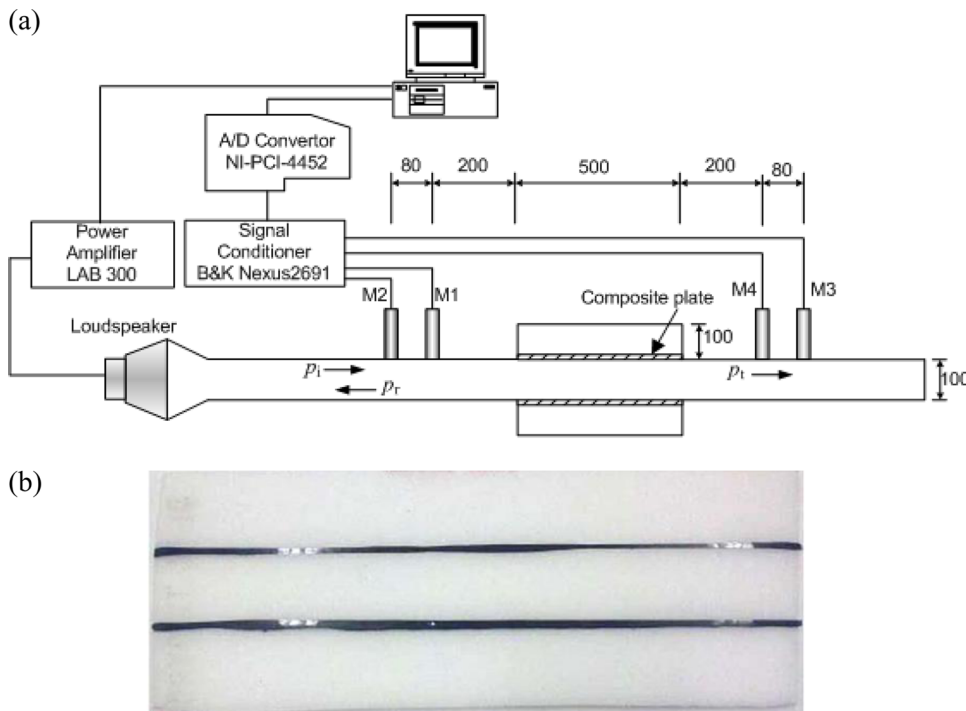 (a)
A/D Convertor
NI-PCI-4452
80
200
500
200
80
Power
Amplifier
LAB 300
Signal
Conditioner
B&K Nexus2691
M2
M1
Composite plate
M4
M3
Loudspeaker
100
pi
pr
pt
100
(b)